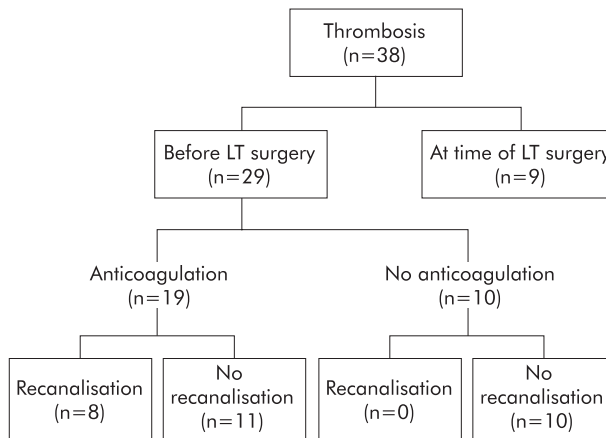 Thrombosis
(n=38)
Before LT surgery
(n=29)
At time of LT surgery
(n=9)
Anticoagulation
(n=19)
No anticoagulation
(n=10)
Recanalisation
(n=8)
No
recanalisation
(n=11)
Recanalisation
(n=0)
No
recanalisation
(n=10)